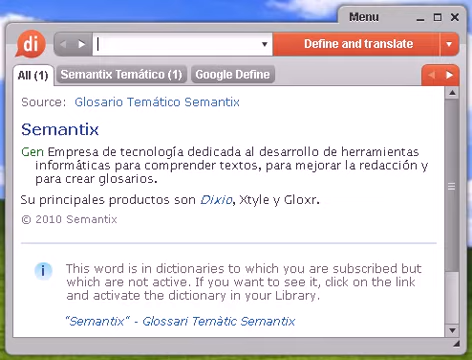 Menu
di
Define and translate
All (1)
Semantix Temático (1)
Google Define
Source: Glosario Temático Semantix
Semantix
Gen Empresa de tecnología dedicada al desarrollo de herramientas
informáticas para comprender textos, para mejorar la redacción y
para crear glosarios.
Su principales productos son Dixio, Xtyle y Gloxr.
© 2010 Semantix
i
This word is in dictionaries to which you are subscribed but
which are not active. If you want to see it, click on the link
and activate the dictionary in your Library.
"Semantix" - Glossari Temàtic Semantix